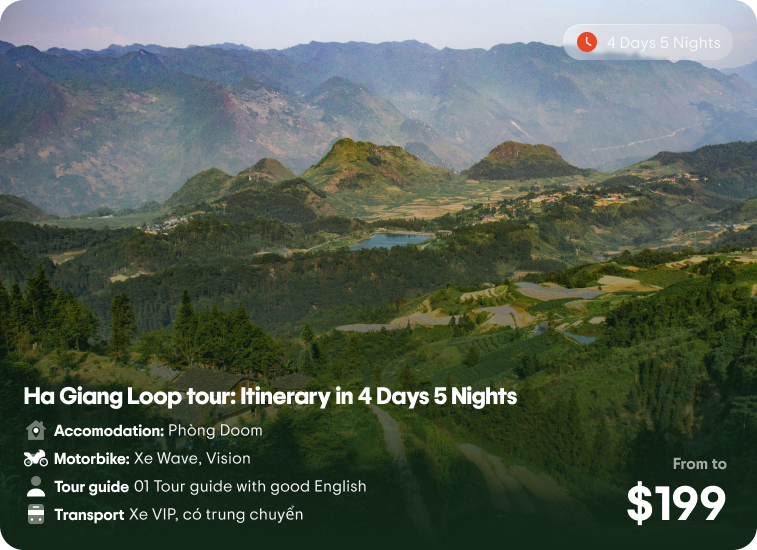 4 Days 5 Nights
Ha Giang Loop tour: Itinerary in 4 Days 5 Nights
Accomodation: Phòng Doom
Motorbike: Xe Wave, Vision
Tour guide 01 Tour guide with good English
Transport Xe VIP, có trung chuyển
From to
$199